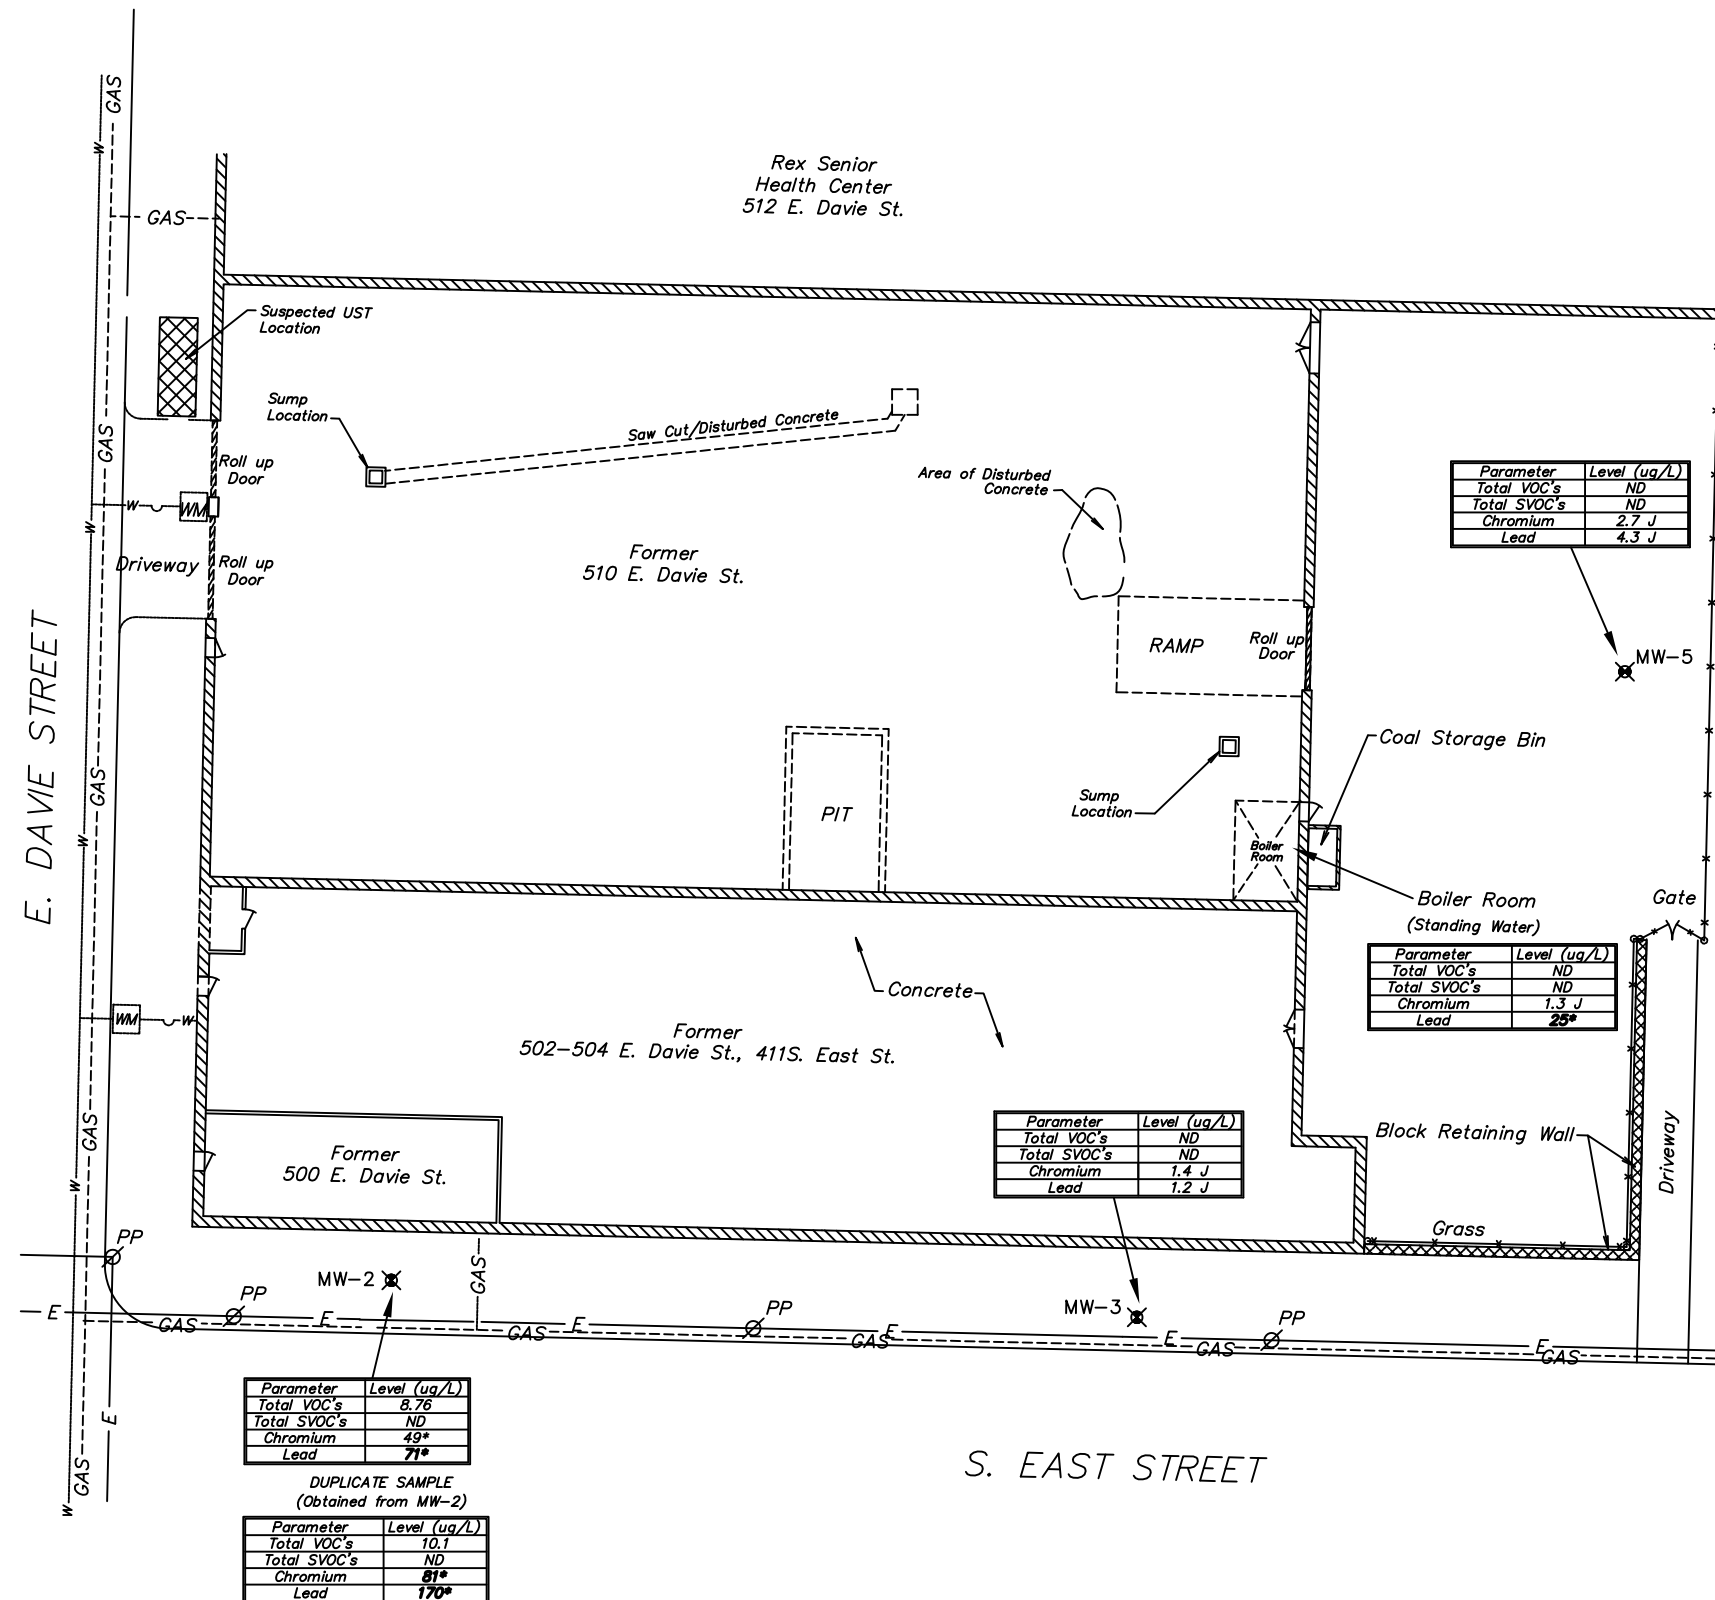 GAS
W
Rex Senior
Health Center
512 E. Davie St.
GAS
Suspected UST
Location
Sump
Location
Saw Cut/Disturbed Concrete
GAS
Roll up
Door
Area of Disturbed
Concrete
Parameter Level (ug/L)
Total VOC's ND
Total SVOC's ND
Chromium 2.7 J
Lead 4.3 J
W
WM
W
Driveway
Roll up
Door
Former
510 E. Davie St.
E. DAVIE STREET
RAMP
Roll up
Door
MW-5
Coal Storage Bin
GAS
Sump
Location
PIT
W
Boiler
Room
Boiler Room
(Standing Water)
Gate
Parameter Level (ug/L)
Total VOC's ND
Total SVOC's ND
Chromium 1.3 J
Lead 25*
Concrete
WM
W
Former
502-504 E. Davie St., 411S. East St.
GAS
Parameter Level (ug/L)
Total VOC's ND
Total SVOC's ND
Chromium 1.4 J
Lead 1.2 J
Block Retaining Wall
Driveway
Former
500 E. Davie St.
W
Grass
PP
MW-2
GAS
PP
PP
MW-3
PP
E
GAS
E
GAS
E
GAS
E
GAS
E
E
GAS
Parameter Level (ug/L)
Total VOC's 8.76
Total SVOC's ND
Chromium 49*
Lead 71*
E
S. EAST STREET
GAS
W
DUPLICATE SAMPLE
(Obtained from MW-2)
Parameter Level (ug/L)
Total VOC's 10.1
Total SVOC's ND
Chromium 81*
Lead 170*